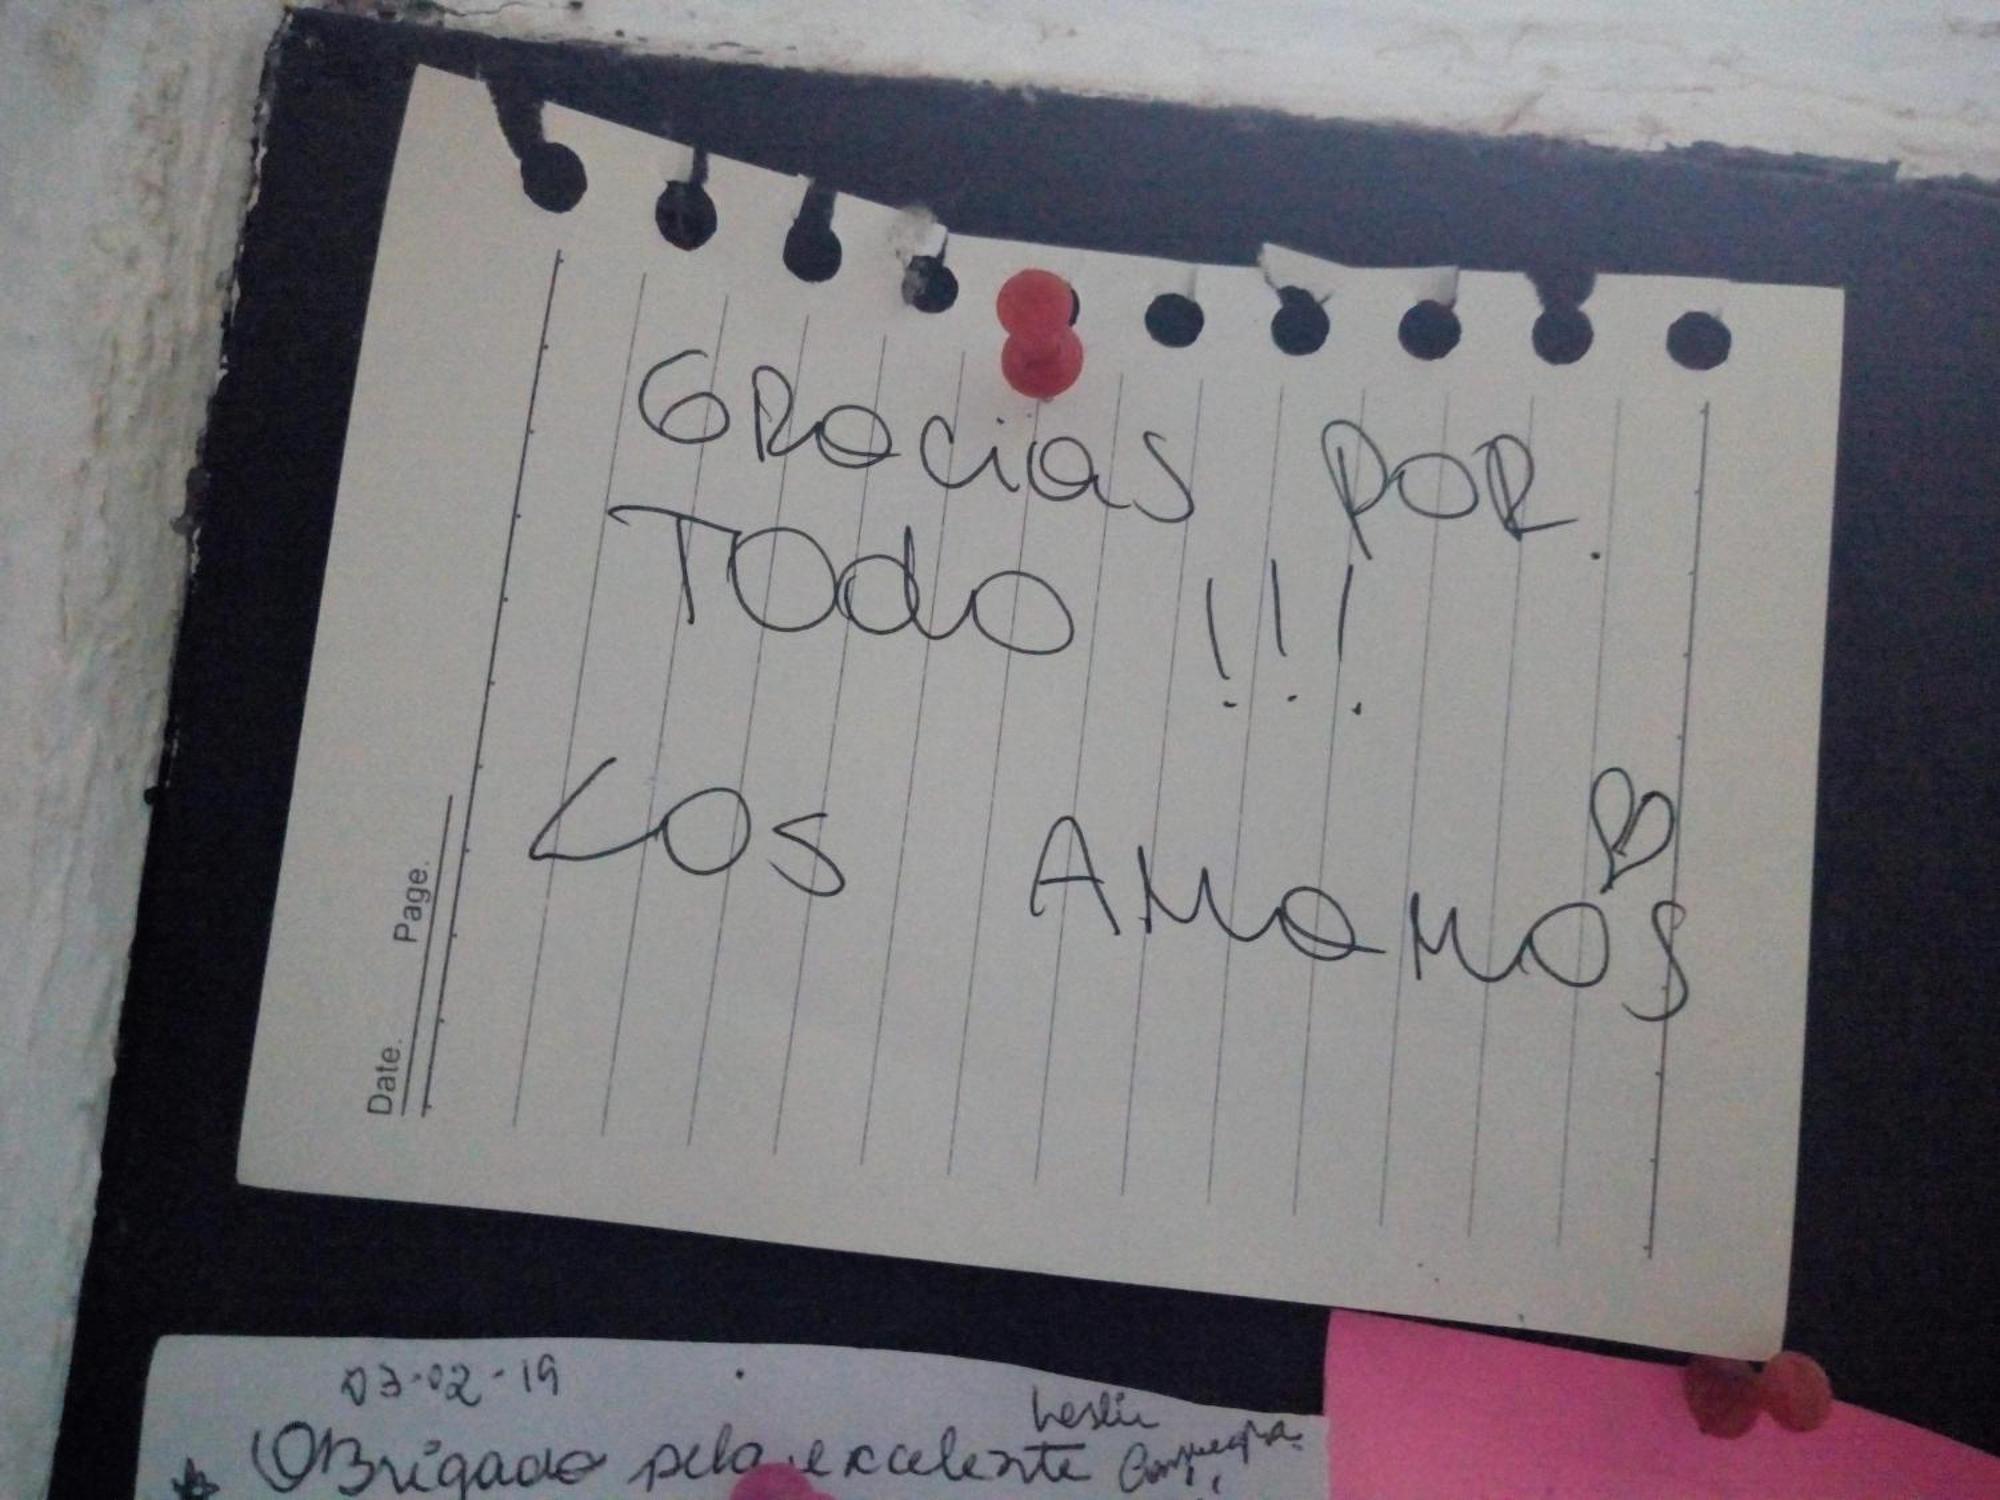 GRacias POR
TOdo !!!
LOS AMaMOS
Page.
Date.
03-02-19
Obrigado pela excelente